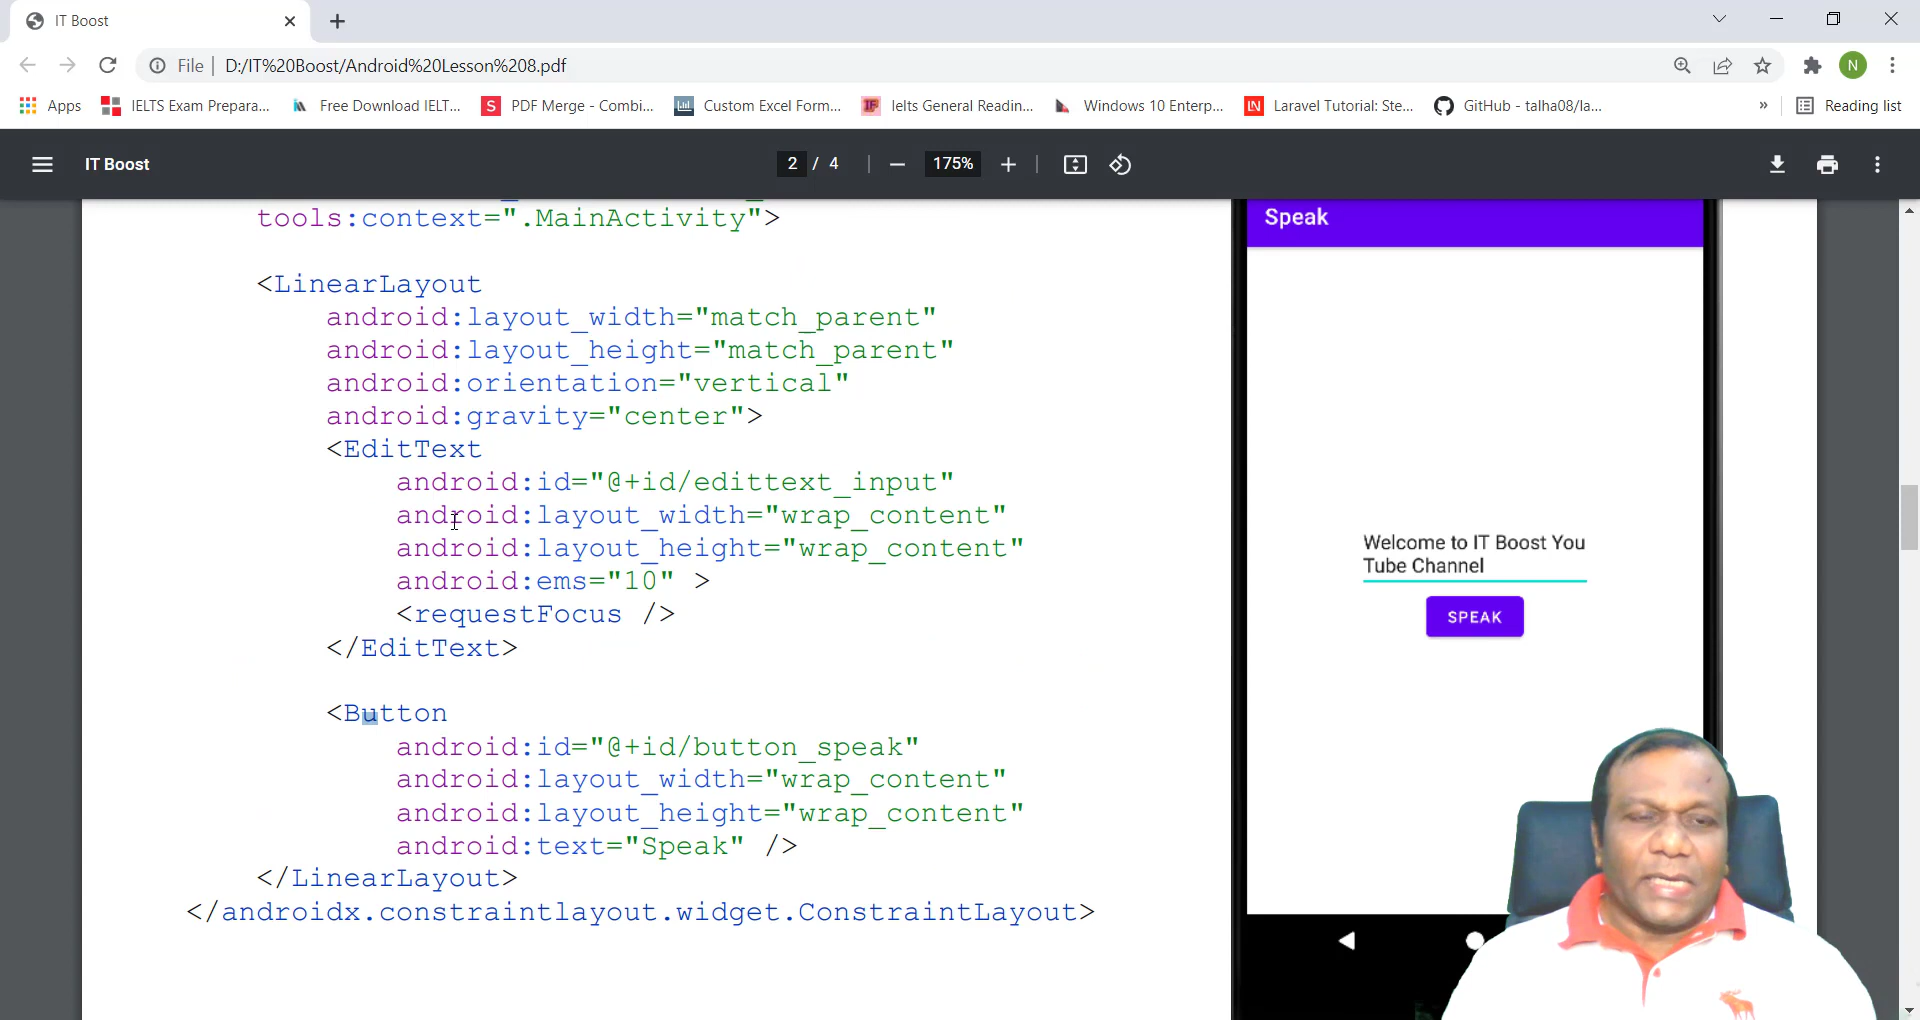 IT Boost
File | D:/IT%20Boost/Android%20Lesson%208.pdf
N
Apps
IELTS Exam Prepara...
Free Download IELT...
PDF Merge - Combi...
Custom Excel Form...
Ielts General Readin...
Windows 10 Enterp...
Laravel Tutorial: Ste...
GitHub - talha08/la...
»
Reading list
IT Boost
2 / 4
175%
tools:context=".MainActivity">
<LinearLayout
android:layout_width="match_parent"
android:layout_height="match_parent"
android:orientation="vertical"
android:gravity="center">
<EditText
android:id="@+id/edittext_input"
android:layout_width="wrap_content"
android:layout_height="wrap_content"
android:ems="10" >
<requestFocus />
</EditText>
<Button
android:id="@+id/button_speak"
android:layout_width="wrap_content"
android:layout_height="wrap_content"
android:text="Speak" />
</LinearLayout>
</androidx.constraintlayout.widget.ConstraintLayout>
Speak
Welcome to IT Boost You
Tube Channel
SPEAK